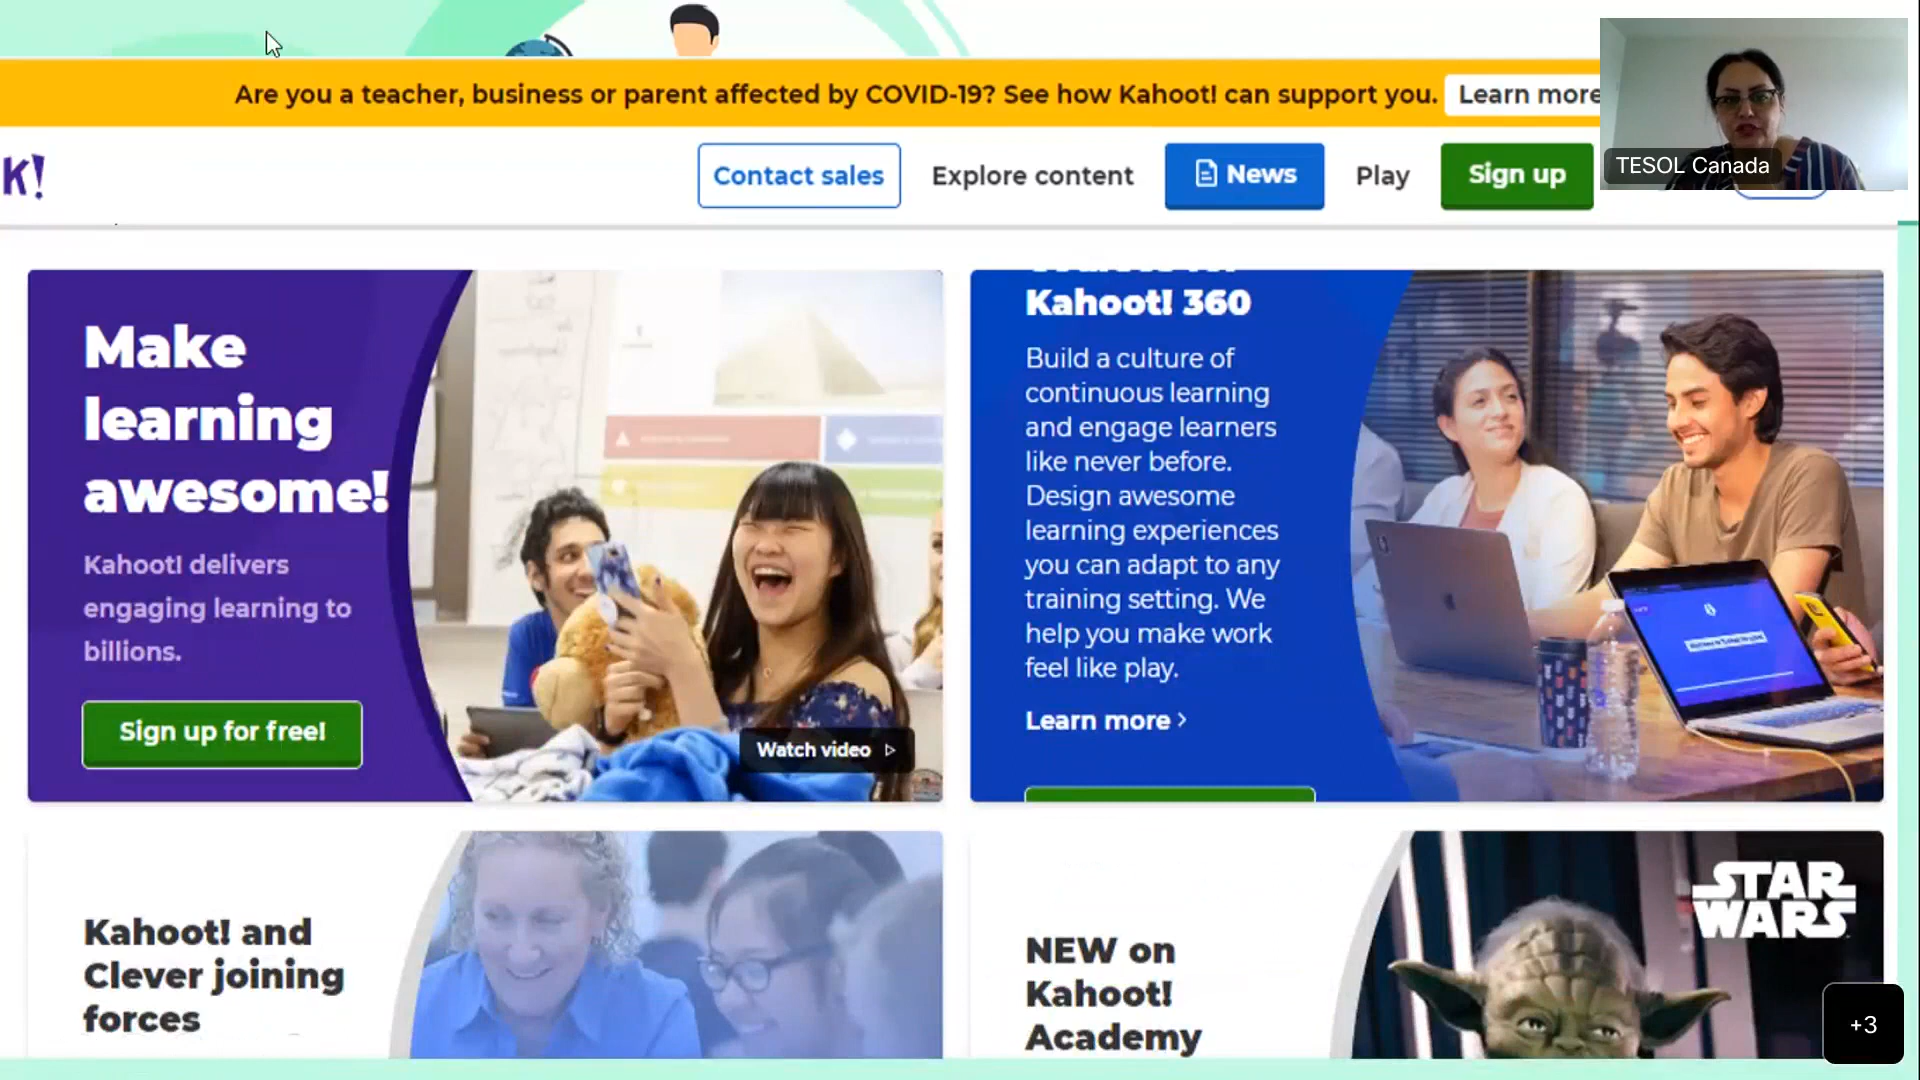 Are you a teacher, business or parent affected by COVID-19? See how Kahoot! can support you.
Learn more
TESOL Canada
K!
Contact sales
Explore content
News
Play
Sign up
Make
learning
awesome!
Kahoot! delivers
engaging learning to
billions.
Sign up for free!
Watch video
Kahoot! 360
Build a culture of
continuous learning
and engage learners
like never before.
Design awesome
learning experiences
you can adapt to any
training setting. We
help you make work
feel like play.
Learn more
Kahoot! and
Clever joining
forces
NEW on
Kahoot!
Academy
STAR
WARS
+3